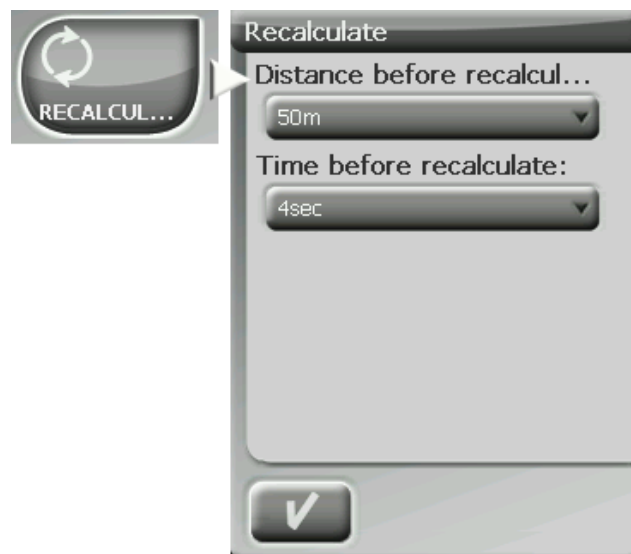 RECALCUL...
Recalculate
Distance before recalcul...
50m
Time before recalculate:
4sec